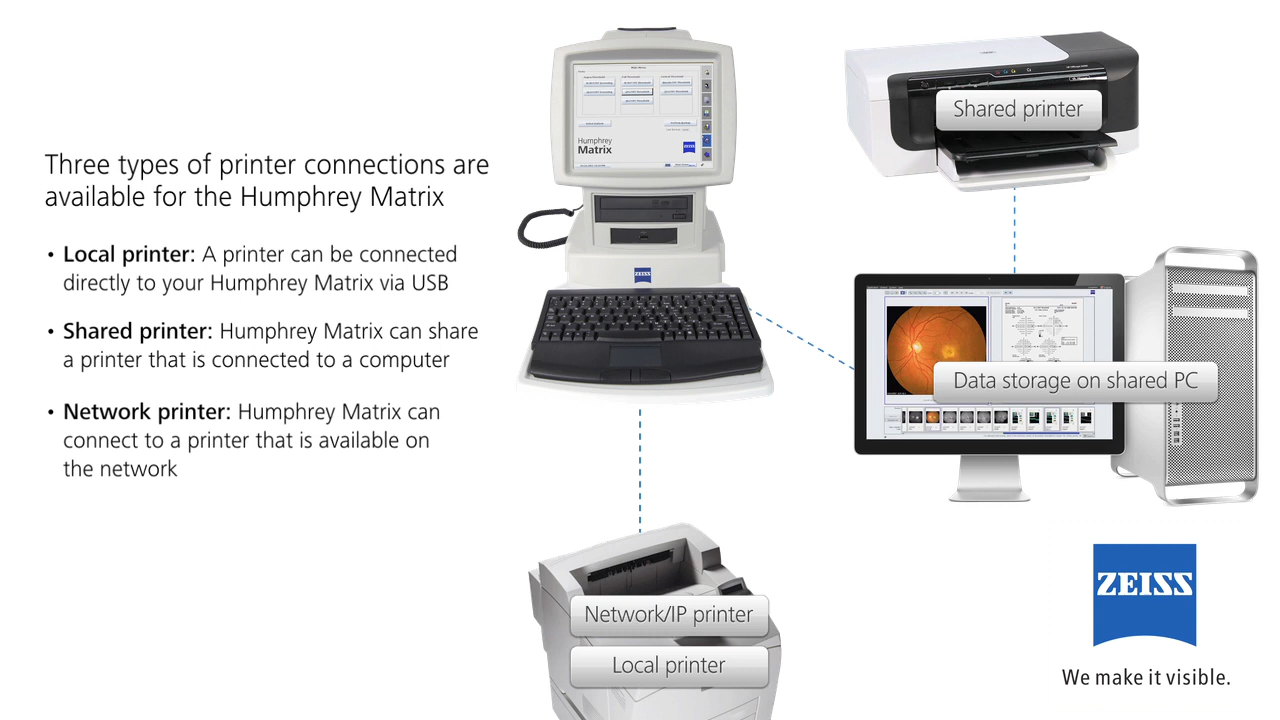 Three types of printer connections are
available for the Humphrey Matrix
• Local printer: A printer can be connected
directly to your Humphrey Matrix via USB
• Shared printer: Humphrey Matrix can share
a printer that is connected to a computer
• Network printer: Humphrey Matrix can
connect to a printer that is available on
the network
Humphrey
Matrix
ZEISS
ZEISS
Shared printer
Data storage on shared PC
Network/IP printer
Local printer
ZEISS
We make it visible.